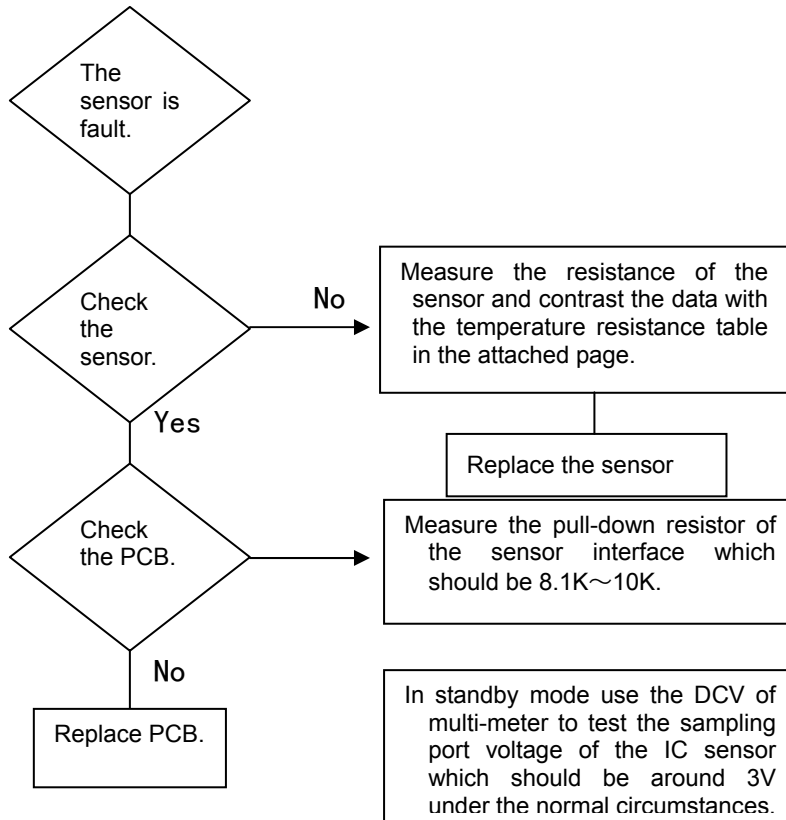 The
sensor is
fault.
Check
the
sensor.
No
Measure the resistance of the
sensor and contrast the data with
the temperature resistance table
in the attached page.
Yes
Replace the sensor
Check
the PCB.
Measure the pull-down resistor of
the sensor interface which
should be 8.1K～10K.
No
Replace PCB.
In standby mode use the DCV of
multi-meter to test the sampling
port voltage of the IC sensor
which should be around 3V
under the normal circumstances.